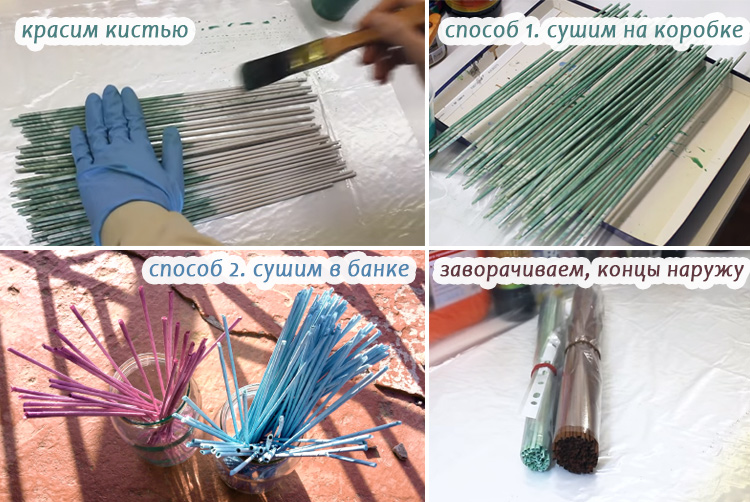 красим кистью
способ 1. сушим на коробке
способ 2. сушим в банке
заворачиваем, концы наружу